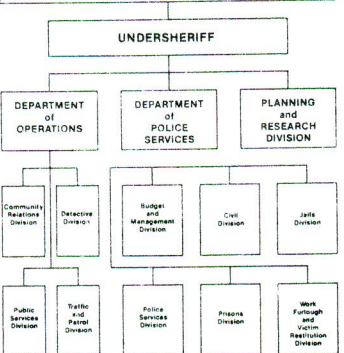 UNDERSHERIFF
DEPARTMENT
of
OPERATIONS
DEPARTMENT
of
POLICE
SERVICES
PLANNING
and
RESEARCH
DIVISION
Community
Relations
Division
Detective
Division
Budget
and
Management
Division
Civil
Division
Jails
Division
Public
Services
Division
Traffic
and
Patrol
Division
Police
Services
Division
Prisons
Division
Work
Furlough
and
Victim
Restitution
Division